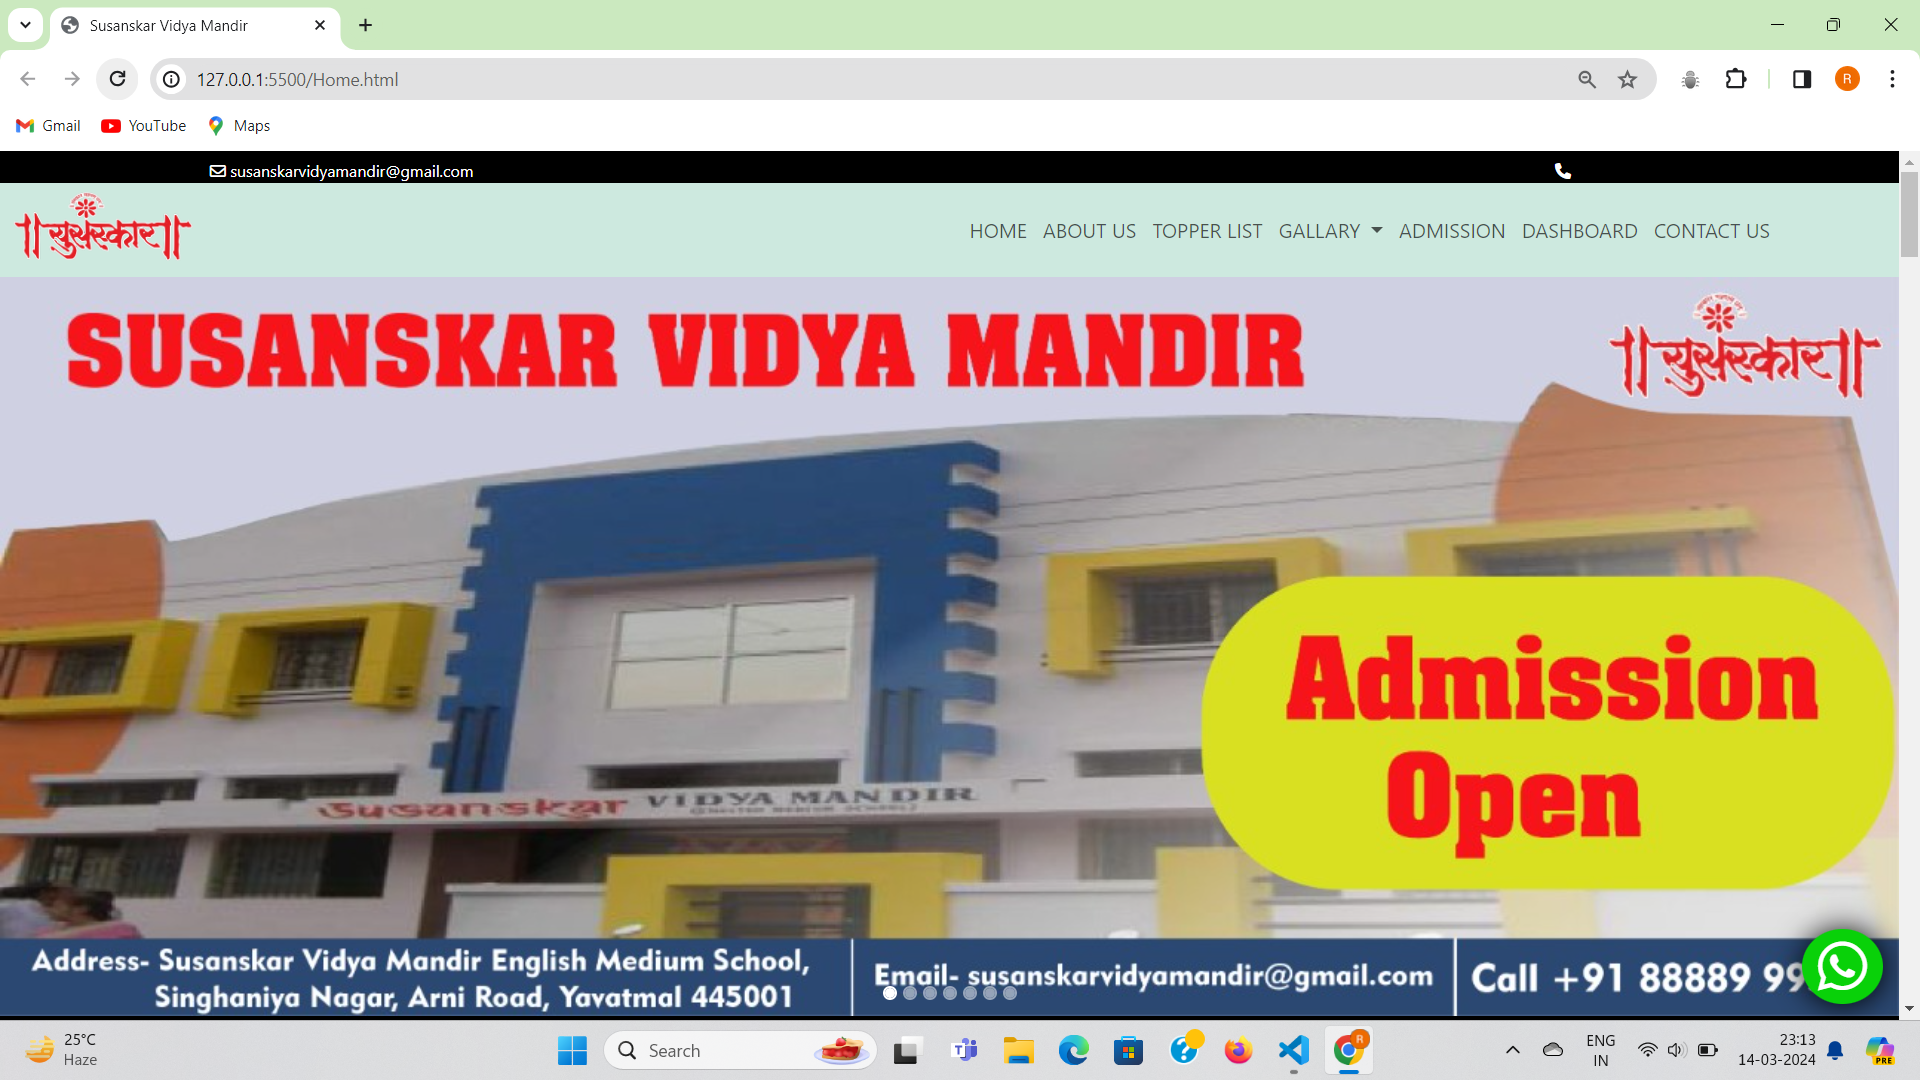 Susanskar Vidya Mandir
127.0.0.1:5500/Home.html
R
Gmail YouTube Maps
susanskarvidyamandir@gmail.com
||सुसंस्कार||
HOME ABOUT US TOPPER LIST GALLARY ADMISSION DASHBOARD CONTACT US
SUSANSKAR VIDYA MANDIR
||सुसंस्कार||
Admission
Open
Susanskar VIDYA MANDIR
Address- Susanskar Vidya Mandir English Medium School,
Singhaniya Nagar, Arni Road, Yavatmal 445001
Email- susanskarvidyamandir@gmail.com
Call +91 88889 99
25°C
Haze
Search
R
ENG
IN
23:13
14-03-2024
PRE